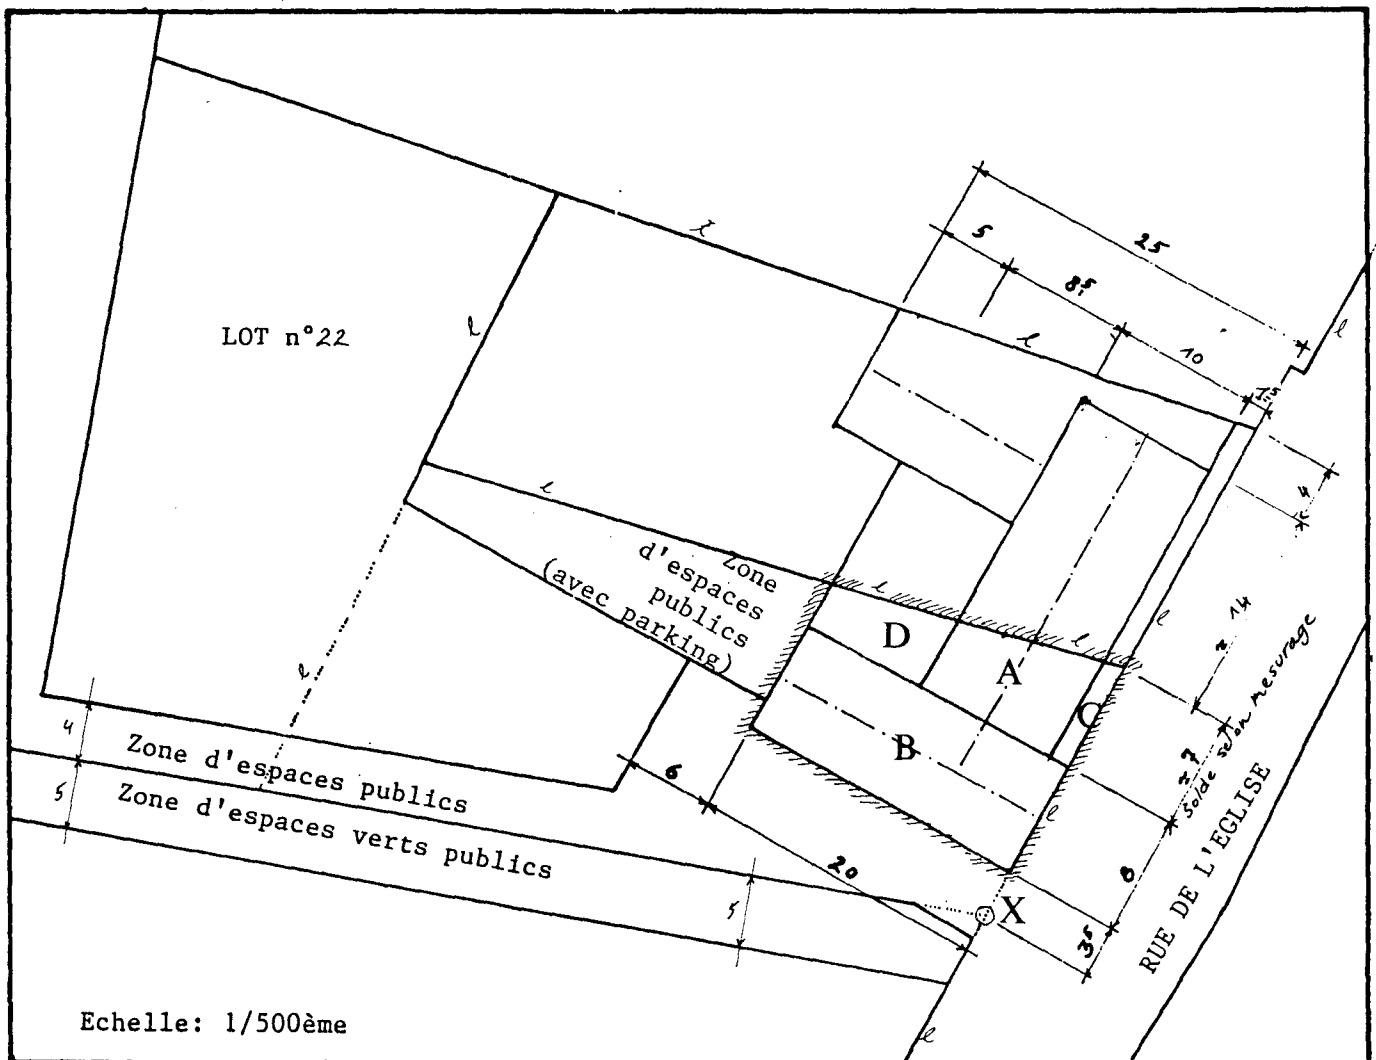 25
5
8,5
10
1,5
l
l
l
l
LOT n°22
4
l
Zone
d'espaces
publics
(avec parking)
l
l
l
D
A
C
B
≈ 14
≈ 7
solde selon mesurage
l
l
4
Zone d'espaces publics
5
Zone d'espaces verts publics
6
20
8
5
X
3,5
RUE DE L'EGLISE
Echelle: 1/500ème
l